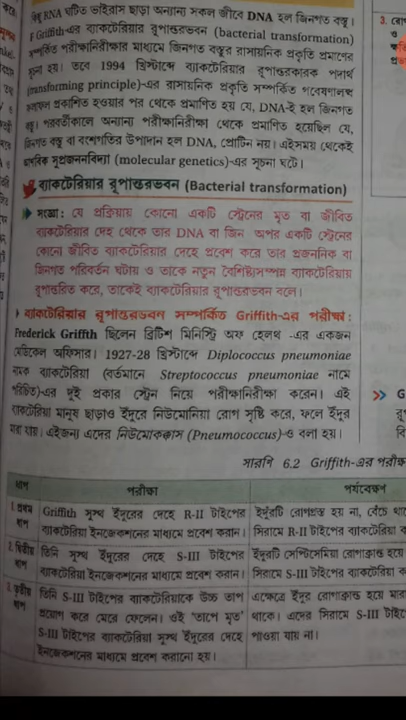 কিছু RNA ঘটিত ভাইরাস ছাড়া অন্যান্য সকল জীবে DNA হল জিনগত বস্তু।
F Griffith-এর ব্যাকটেরিয়ার রূপান্তরভবন (bacterial transformation)
সম্পর্কিত পরীক্ষানিরীক্ষার মাধ্যমে জিনগত বস্তুর রাসায়নিক প্রকৃতি প্রমাণের
হয়। তবে 1994 খ্রিস্টাব্দে ব্যাকটেরিয়ার রূপান্তরকারক পদার্থ
(transforming principle)-এর রাসায়নিক প্রকৃতি সম্পর্কিত গবেষণালব্ধ
ফলাফল প্রকাশিত হওয়ার পর থেকে প্রমাণিত হয় যে, DNA-ই হল জিনগত
বস্তু। পরবর্তীকালে অন্যান্য পরীক্ষানিরীক্ষা থেকে প্রমাণিত হয়েছিল যে,
জিনগত বস্তু বা বংশগতির উপাদান হল DNA, প্রোটিন নয়। এইসময় থেকেই
আণবিক সুপ্রজননবিদ্যা (molecular genetics)-এর সূচনা ঘটে।
ব্যাকটেরিয়ার রূপান্তরভবন (Bacterial transformation)
সংজ্ঞা : যে প্রক্রিয়ায় কোনো একটি স্ট্রেনের মৃত বা জীবিত
ব্যাকটেরিয়ার দেহ থেকে তার DNA বা জিন অপর একটি স্ট্রেনের
কোনো জীবিত ব্যাকটেরিয়ার দেহে প্রবেশ করে তার প্রজননিক বা
জিনগত পরিবর্তন ঘটায় ও তাকে নতুন বৈশিষ্ট্যসম্পন্ন ব্যাকটেরিয়ায়
রূপান্তরিত করে, তাকেই ব্যাকটেরিয়ার রূপান্তরভবন বলে।
ব্যাকটেরিয়ার রূপান্তরভবন সম্পর্কিত Griffith-এর পরীক্ষা :
Frederick Griffth ছিলেন ব্রিটিশ মিনিস্ট্রি অফ হেলথ -এর একজন
মেডিকেল অফিসার। 1927-28 খ্রিস্টাব্দে Diplococcus pneumoniae
নামক ব্যাকটেরিয়া (বর্তমানে Streptococcus pneumoniae নামে
পরিচিত)-এর দুই প্রকার স্ট্রেন নিয়ে পরীক্ষানিরীক্ষা করেন। এই
ব্যাকটেরিয়া মানুষ ছাড়াও ইঁদুরে নিউমোনিয়া রোগ সৃষ্টি করে, ফলে ইঁদুর
মারা যায়। এইজন্য এদের নিউমোকক্কাস (Pneumococcus)-ও বলা হয়।
সারণি 6.2 Griffith-এর পরীক্ষ
ধাপ পরীক্ষা পর্যবেক্ষণ
1. প্রথম ধাপ Griffith সুস্থ ইঁদুরের দেহে R-II টাইপের ইঁদুরটি রোগগ্রস্ত হয় না, বেঁচে
ব্যাকটেরিয়া ইনজেকশনের মাধ্যমে প্রবেশ করান। সিরামে R-II টাইপের ব্যাকটেরিয়া
2. দ্বিতীয় ধাপ তিনি সুস্থ ইঁদুরের দেহে S-III টাইপের ইঁদুরটি সেপ্টিসেমিয়া রোগাক্রান্ত হয়ে
ব্যাকটেরিয়া ইনজেকশনের মাধ্যমে প্রবেশ করান। সিরামে S-III টাইপের ব্যাকটেরিয়া
3. তৃতীয় ধাপ তিনি S-III টাইপের ব্যাকটেরিয়াকে উচ্চ তাপ এক্ষেত্রে ইঁদুর রোগাক্রান্ত হয়ে
প্রয়োগ করে মেরে ফেলেন। ওই 'তাপে মৃত' থাকে। এদের সিরামে S-III
S-III টাইপের ব্যাকটেরিয়া সুস্থ ইঁদুরের দেহে পাওয়া যায় না।
ইনজেকশনের মাধ্যমে প্রবেশ করানো হয়।